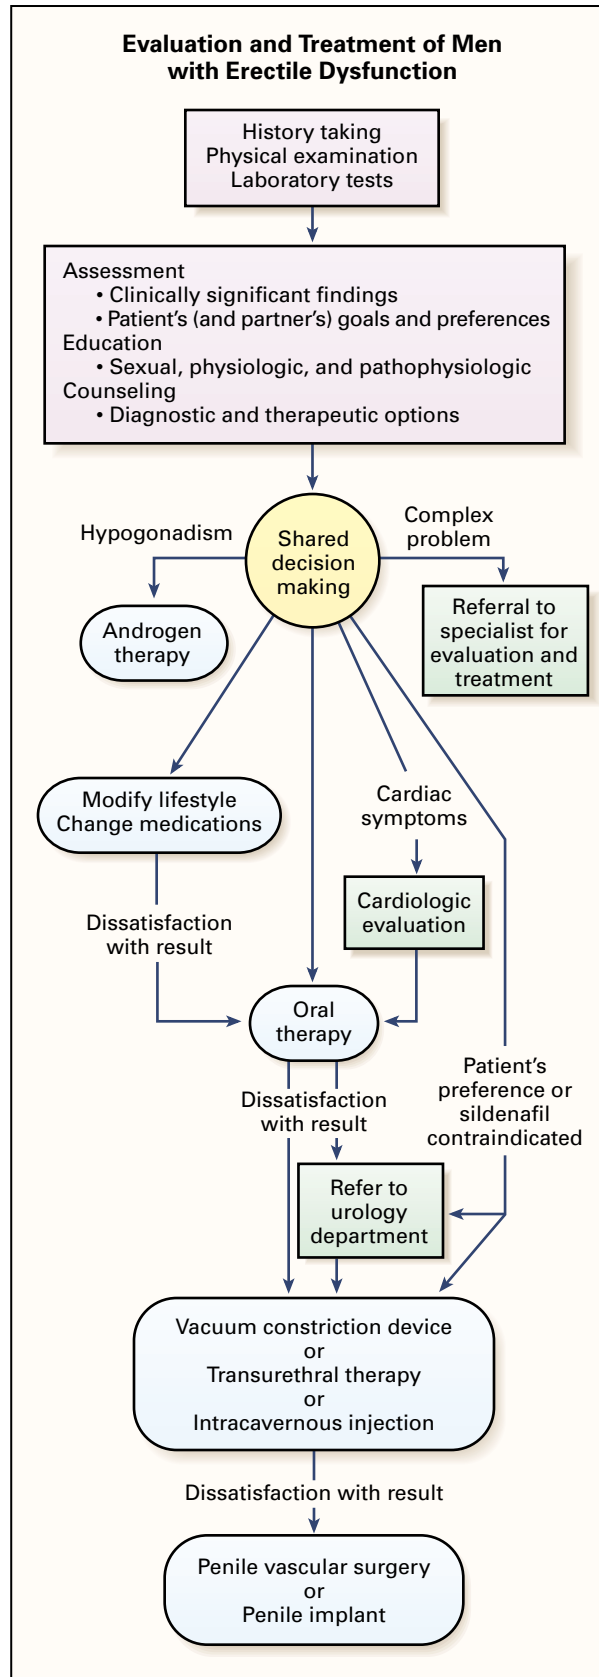 Evaluation and Treatment of Men
with Erectile Dysfunction
History taking
Physical examination
Laboratory tests
Assessment
• Clinically significant findings
• Patient's (and partner's) goals and preferences
Education
• Sexual, physiologic, and pathophysiologic
Counseling
• Diagnostic and therapeutic options
Hypogonadism
Shared
decision
making
Complex
problem
Androgen
therapy
Referral to
specialist for
evaluation and
treatment
Modify lifestyle
Change medications
Cardiac
symptoms
Cardiologic
evaluation
Dissatisfaction
with result
Oral
therapy
Dissatisfaction
with result
Patient's
preference or
sildenafil
contraindicated
Refer to
urology
department
Vacuum constriction device
or
Transurethral therapy
or
Intracavernous injection
Dissatisfaction with result
Penile vascular surgery
or
Penile implant